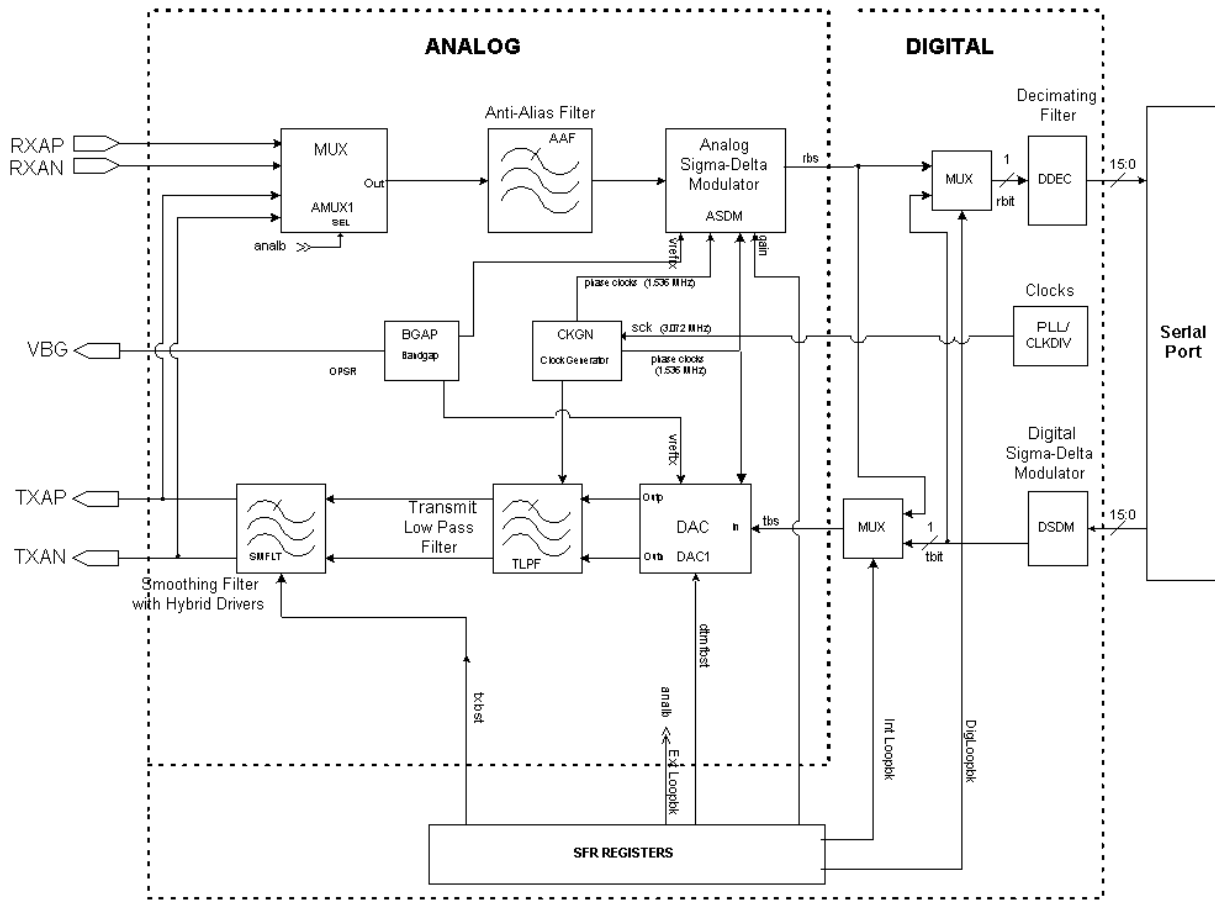 ANALOG
DIGITAL
Anti-Alias Filter
Decimating
Filter
RXAP
RXAN
MUX
Out
AMUX1
SEL
analb
AAF
Analog
Sigma-Delta
Modulator
ASDM
rbs
MUX
1
rbit
DDEC
15:0
vreftx
gain
phase clocks (1.536 MHz)
Clocks
PLL/
CLKDIV
Serial
Port
VBG
BGAP
Bandgap
OPSR
CKGN
Clock Generator
sck (3.072 MHz)
phase clocks
(1.536 MHz)
vreftx
Digital
Sigma-Delta
Modulator
TXAP
TXAN
SMFLT
Smoothing Filter
with Hybrid Drivers
Transmit
Low Pass
Filter
TLPF
Outp
Outn
DAC
DAC1
In
tbs
MUX
1
tbit
DSDM
15:0
txbst
analb
Ext Loopbk
dtmfbst
Int Loopbk
DigLoopbk
SFR REGISTERS